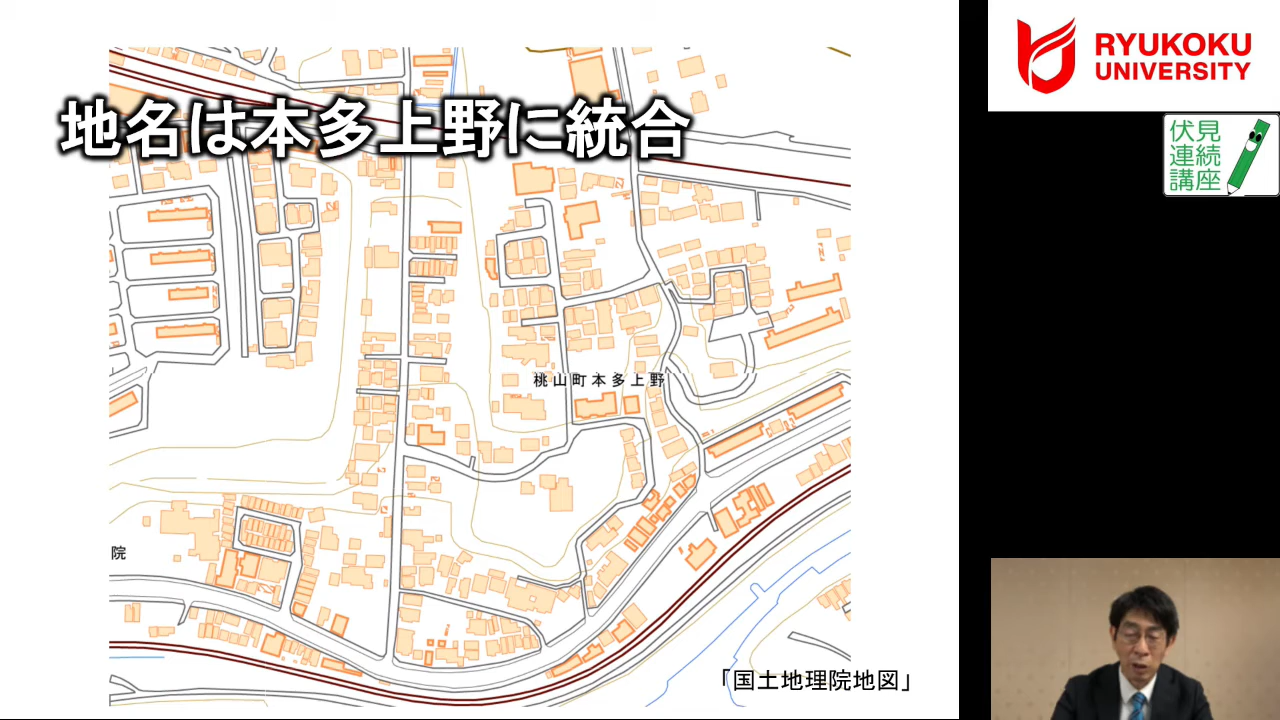 地名は本多上野に統合
桃山町本多上野
院
「国土地理院地図」
RYUKOKU
UNIVERSITY
伏見
連続
講座